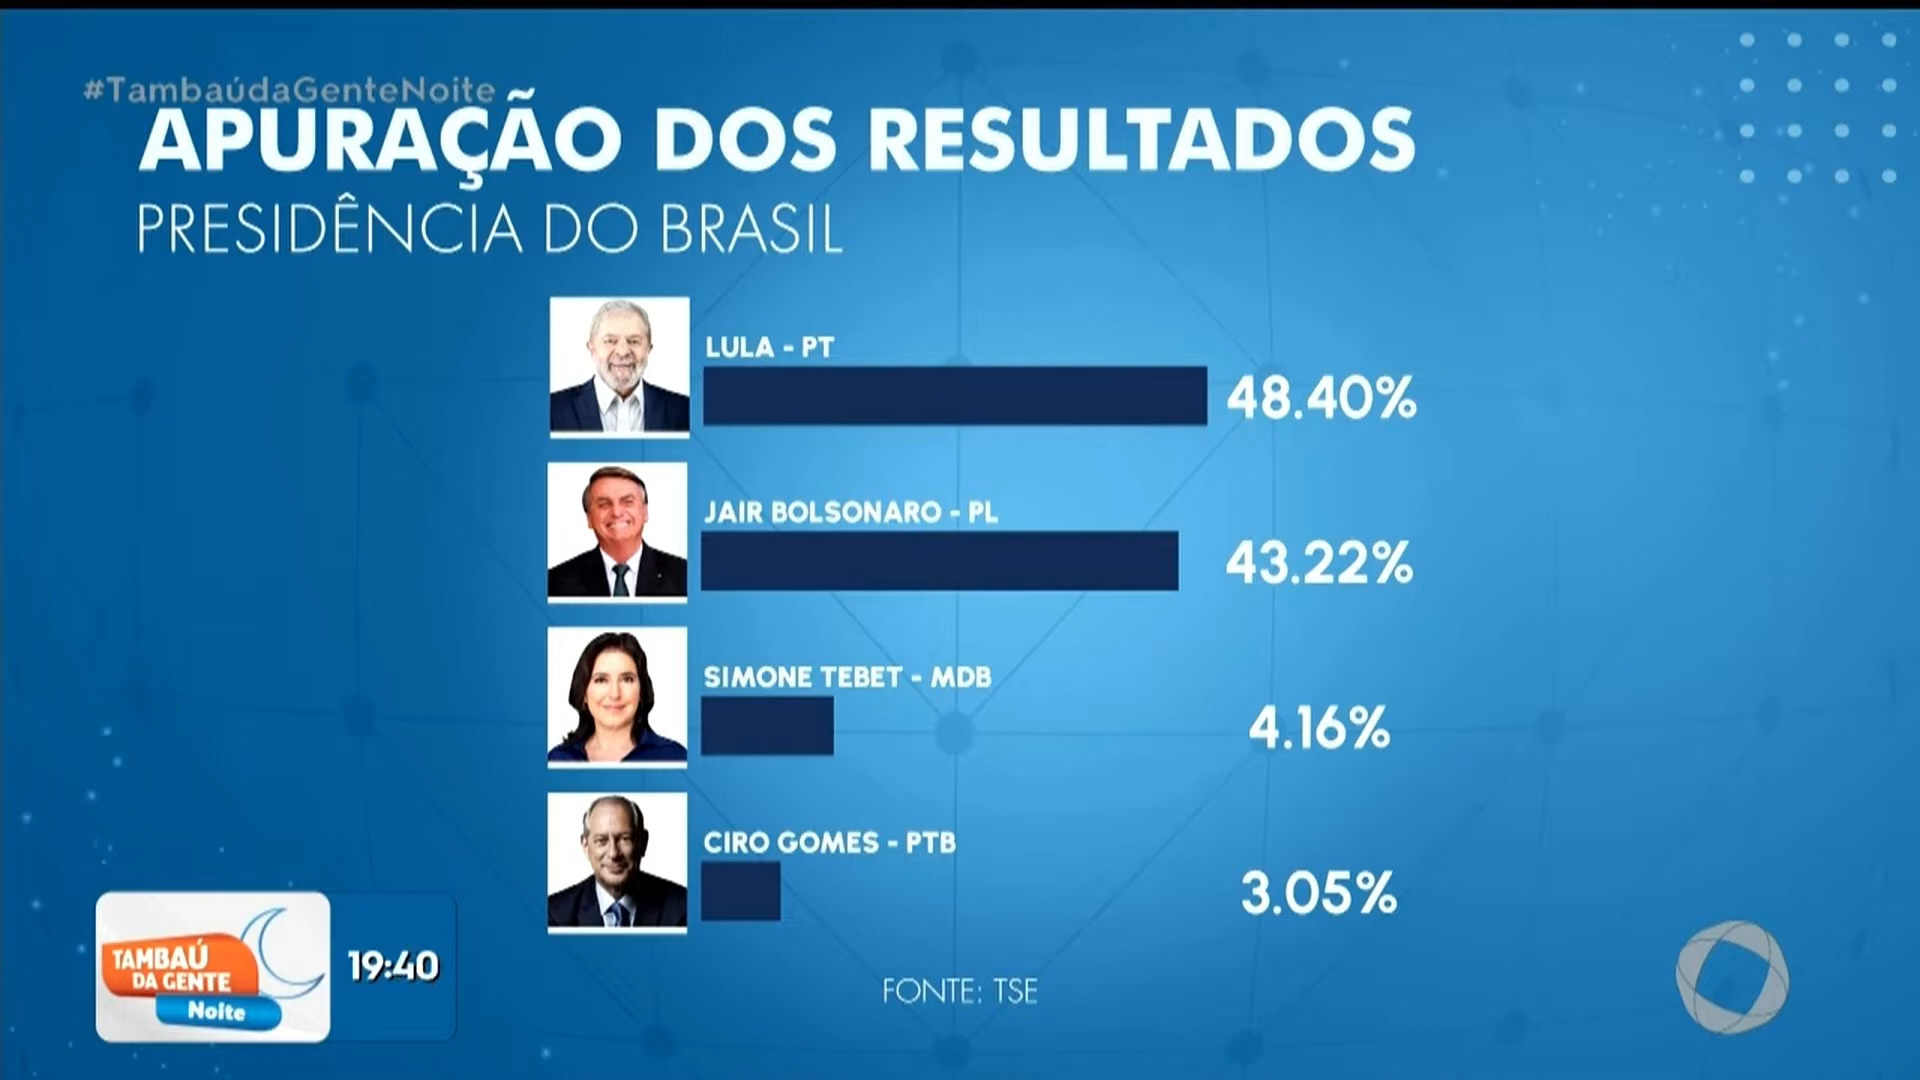 #TambaúdaGenteNoite
APURAÇÃO DOS RESULTADOS
PRESIDÊNCIA DO BRASIL
LULA - PT
48.40%
JAIR BOLSONARO - PL
43.22%
SIMONE TEBET - MDB
4.16%
CIRO GOMES - PTB
3.05%
TAMBAÚ
DA GENTE
Noite
19:40
FONTE: TSE